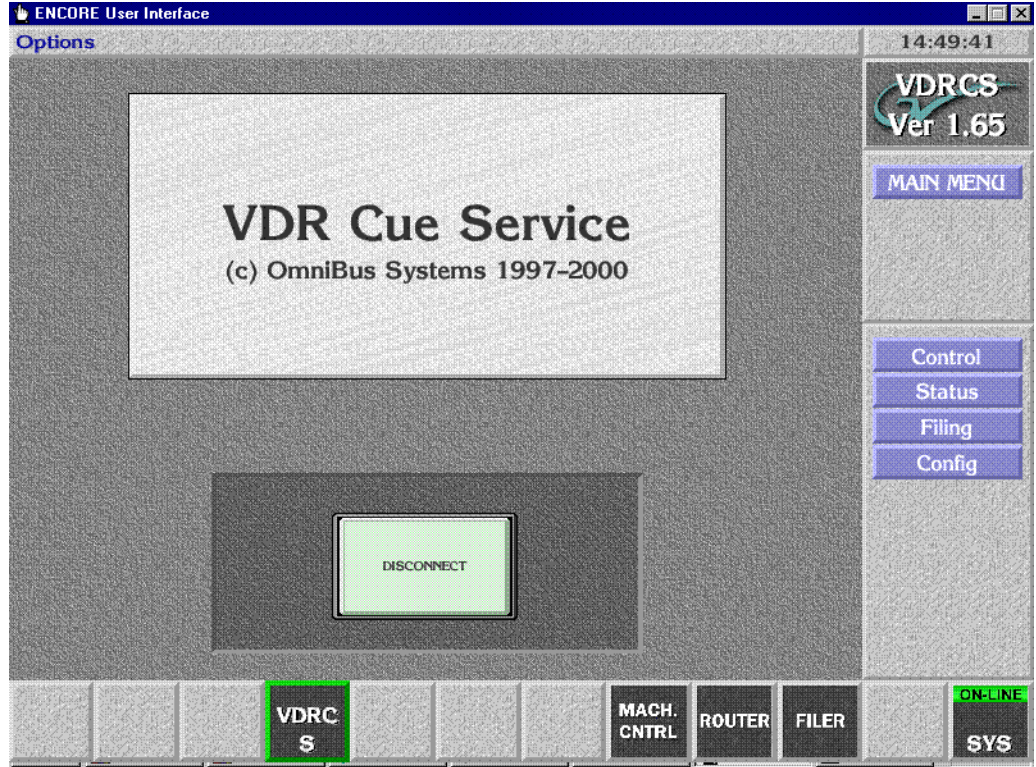 ENCORE User Interface
Options
14:49:41
VDRCS
Ver 1.65
MAIN MENU
VDR Cue Service
(c) OmniBus Systems 1997-2000
Control
Status
Filing
Config
DISCONNECT
VDRC
S
MACH.
CNTRL
ROUTER
FILER
ON-LINE
SYS